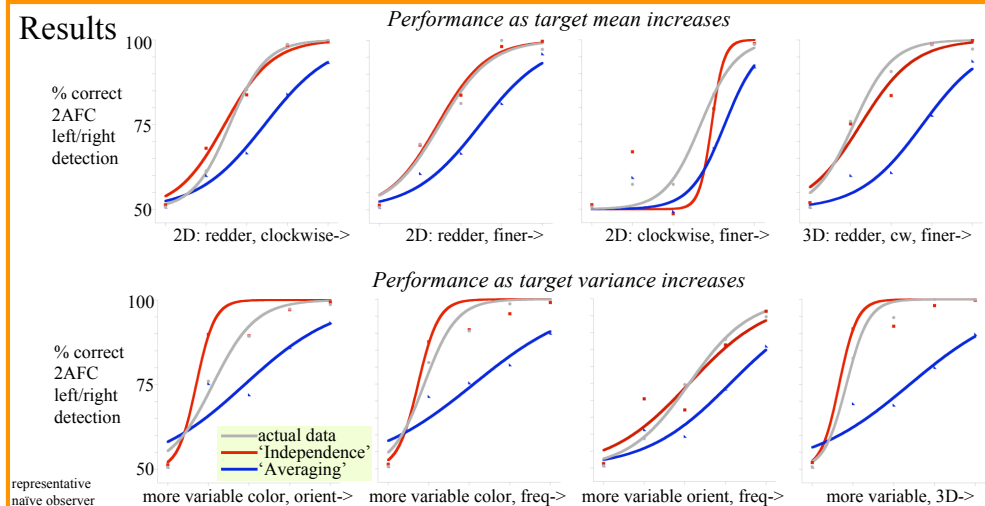 Results
Performance as target mean increases
100
75
50
% correct
2AFC
left/right
detection
2D: redder, clockwise->
2D: redder, finer->
2D: clockwise, finer->
3D: redder, cw, finer->
Performance as target variance increases
100
75
50
% correct
2AFC
left/right
detection
actual data
‘Independence’
‘Averaging’
representative
naïve observer
more variable color, orient->
more variable color, freq->
more variable orient, freq->
more variable, 3D->